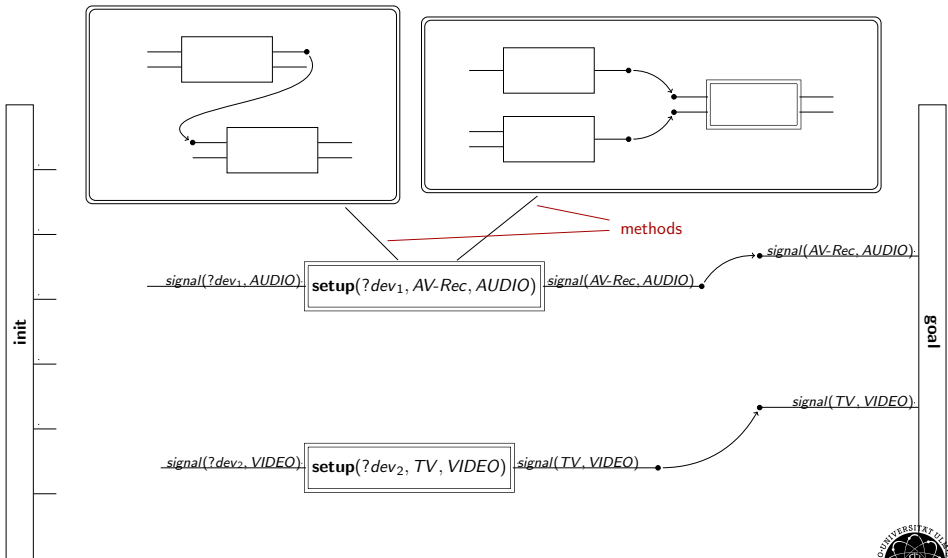 methods
signal(AV-Rec, AUDIO)
signal(?dev₁, AUDIO) setup(?dev₁, AV-Rec, AUDIO) signal(AV-Rec, AUDIO)
init
goal
signal(TV, VIDEO)
signal(?dev₂, VIDEO) setup(?dev₂, TV, VIDEO) signal(TV, VIDEO)